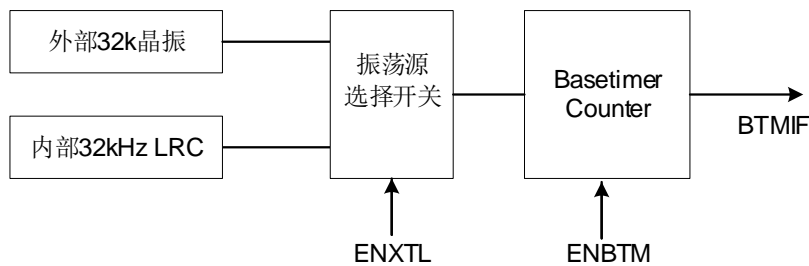 外部32k晶振
内部32kHz LRC
振荡源
选择开关
ENXTL
Basetimer
Counter
ENBTM
BTMIF